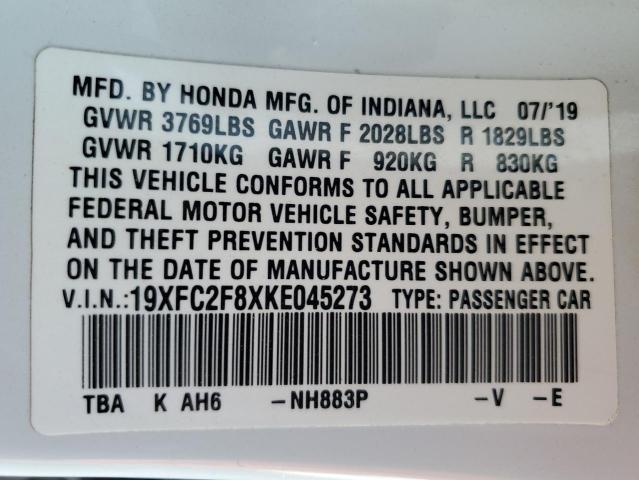 MFD. BY HONDA MFG. OF INDIANA, LLC 07/'19
GVWR 3769LBS GAWR F 2028LBS R 1829LBS
GVWR 1710KG GAWR F 920KG R 830KG
THIS VEHICLE CONFORMS TO ALL APPLICABLE
FEDERAL MOTOR VEHICLE SAFETY, BUMPER,
AND THEFT PREVENTION STANDARDS IN EFFECT
ON THE DATE OF MANUFACTURE SHOWN ABOVE.
V.I.N.:19XFC2F8XKE045273 TYPE: PASSENGER CAR
TBA K AH6 -NH883P -V -E